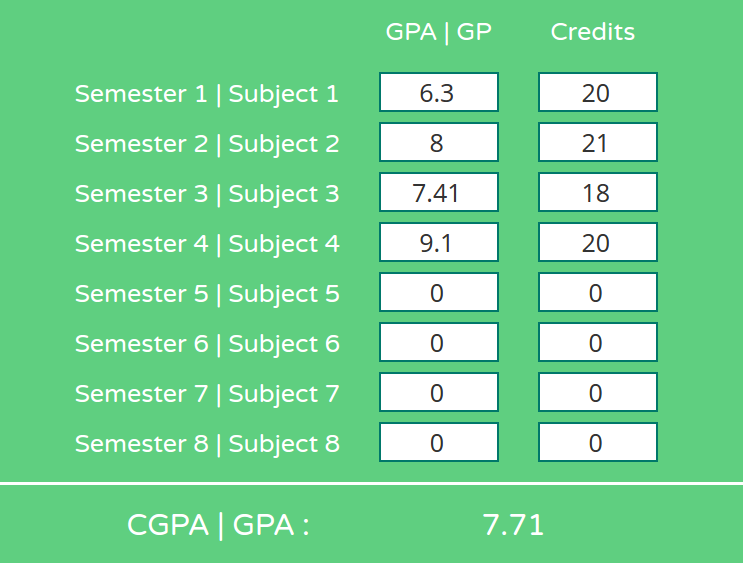 GPA | GP Credits
Semester 1 | Subject 1 6.3 20
Semester 2 | Subject 2 8 21
Semester 3 | Subject 3 7.41 18
Semester 4 | Subject 4 9.1 20
Semester 5 | Subject 5 0 0
Semester 6 | Subject 6 0 0
Semester 7 | Subject 7 0 0
Semester 8 | Subject 8 0 0
CGPA | GPA : 7.71